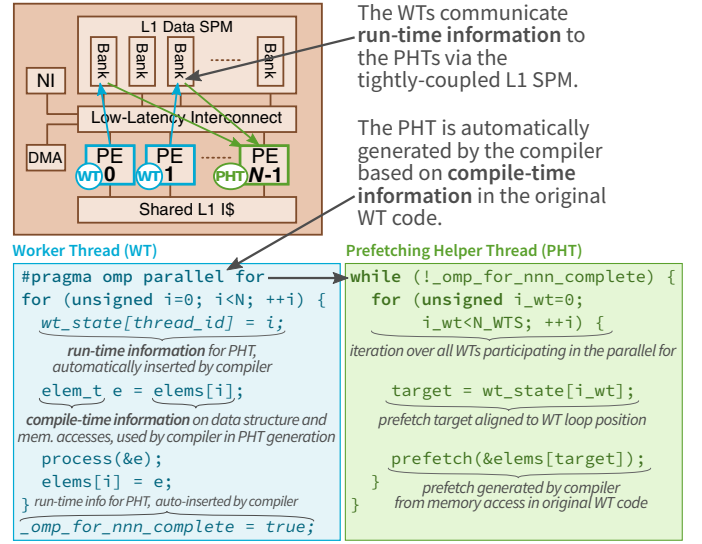 L1 Data SPM
Bank
Bank
Bank
Bank
NI
Low-Latency Interconnect
DMA
PE
PE
PE
WT 0
WT 1
PHT N-1
Shared L1 I$
The WTs communicate
run-time information to
the PHTs via the
tightly-coupled L1 SPM.
The PHT is automatically
generated by the compiler
based on compile-time
information in the original
WT code.
Worker Thread (WT)
#pragma omp parallel for
for (unsigned i=0; i<N; ++i) {
wt_state[thread_id] = i;
run-time information for PHT,
automatically inserted by compiler
elem_t e = elems[i];
compile-time information on data structure and
mem. accesses, used by compiler in PHT generation
process(&e);
elems[i] = e;
}
run-time info for PHT, auto-inserted by compiler
_omp_for_nnn_complete = true;
Prefetching Helper Thread (PHT)
while (!_omp_for_nnn_complete) {
for (unsigned i_wt=0;
i_wt<N_WTS; ++i) {
iteration over all WTs participating in the parallel for
target = wt_state[i_wt];
prefetch target aligned to WT loop position
prefetch(&elems[target]);
}
prefetch generated by compiler
from memory access in original WT code
}